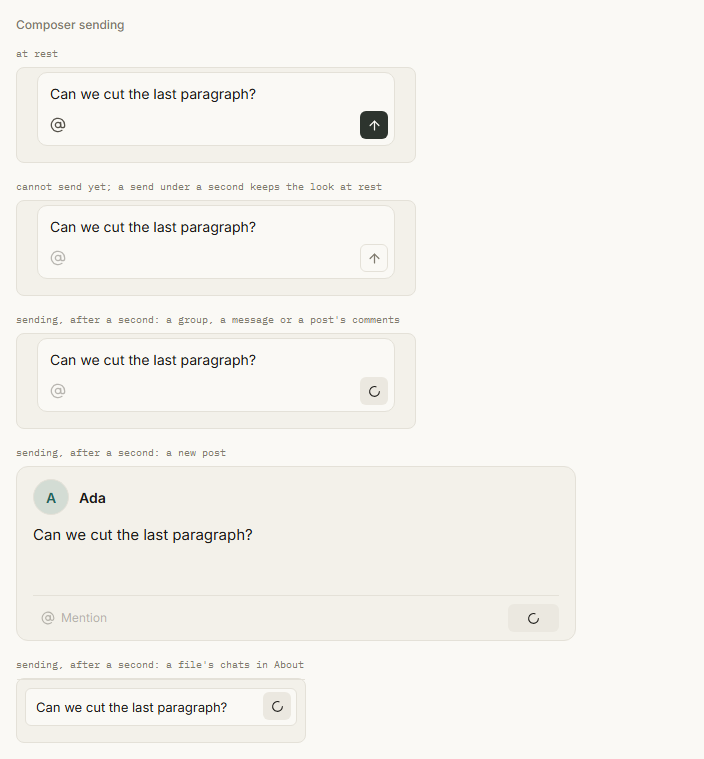 Composer sending
at rest
Can we cut the last paragraph?
@
cannot send yet; a send under a second keeps the look at rest
Can we cut the last paragraph?
@
sending, after a second: a group, a message or a post's comments
Can we cut the last paragraph?
@
sending, after a second: a new post
A Ada
Can we cut the last paragraph?
@ Mention
sending, after a second: a file's chats in About
Can we cut the last paragraph?